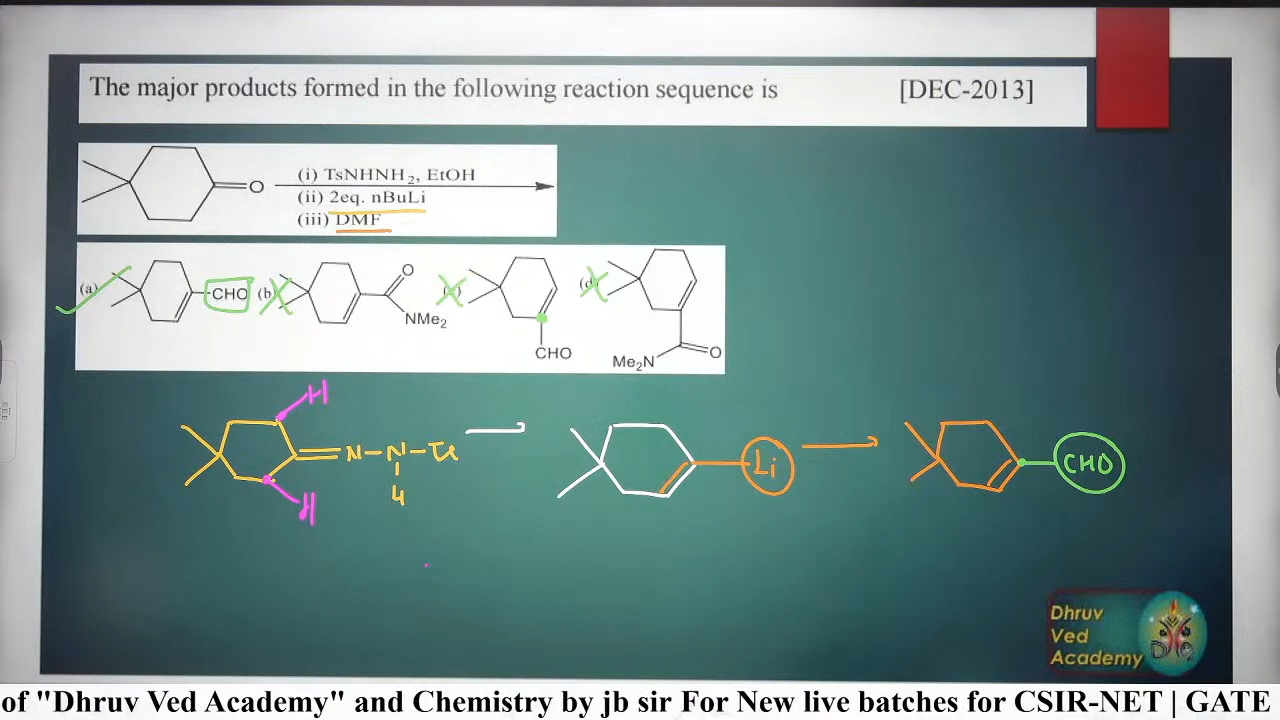 The major products formed in the following reaction sequence is [DEC-2013]
(i) TsNHNH2, EtOH
(ii) 2eq. nBuLi
(iii) DMF
O
(a) CHO (b) O NMe2
CHO
(d) Me2N O
H
N-N-Ts
H
Li
CHO
Dhruv
Ved
Academy
of "Dhruv Ved Academy" and Chemistry by jb sir For New live batches for CSIR-NET | GATE